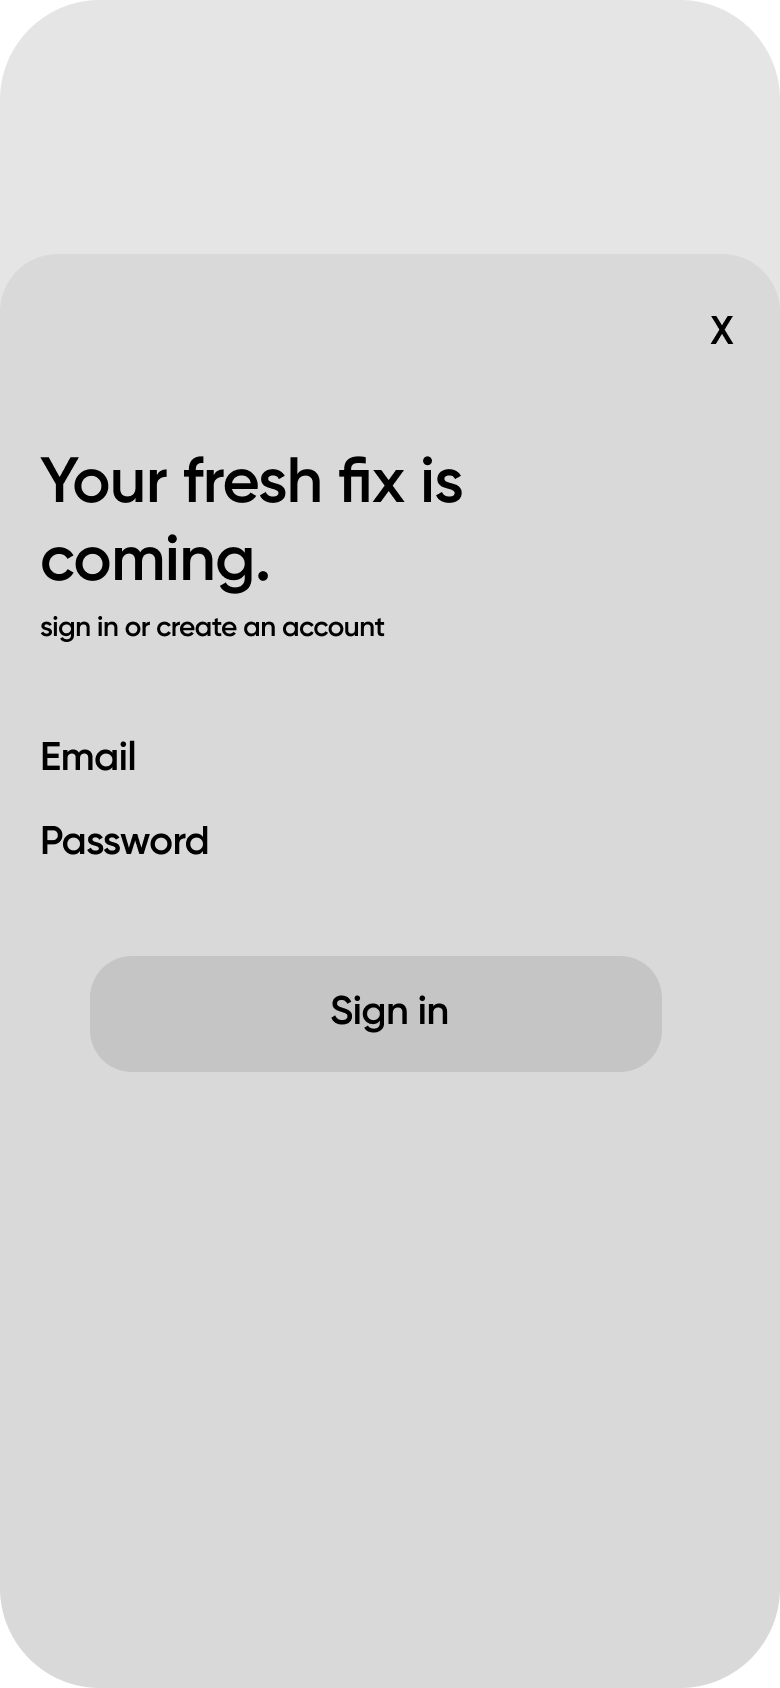 X
Your fresh fix is
coming.
sign in or create an account
Email
Password
Sign in